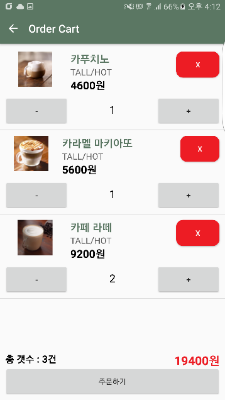 66% 오후 4:12
← Order Cart
카푸치노
TALL/HOT
4600원
X
- 1 +
카라멜 마키아또
TALL/HOT
5600원
X
- 1 +
카페 라떼
TALL/HOT
9200원
X
- 2 +
총 갯수 : 3건 19400원
주문하기